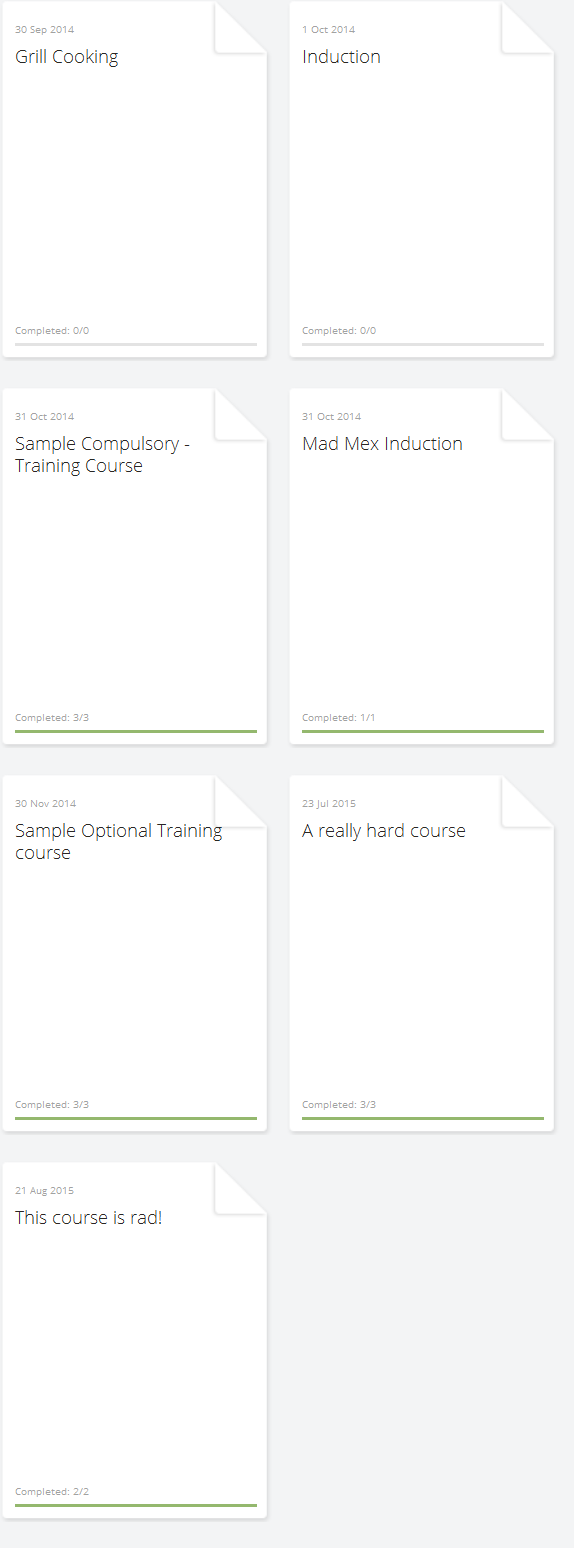 30 Sep 2014
Grill Cooking
Completed: 0/0
1 Oct 2014
Induction
Completed: 0/0
31 Oct 2014
Sample Compulsory -
Training Course
Completed: 3/3
31 Oct 2014
Mad Mex Induction
Completed: 1/1
30 Nov 2014
Sample Optional Training
course
Completed: 3/3
23 Jul 2015
A really hard course
Completed: 3/3
21 Aug 2015
This course is rad!
Completed: 2/2